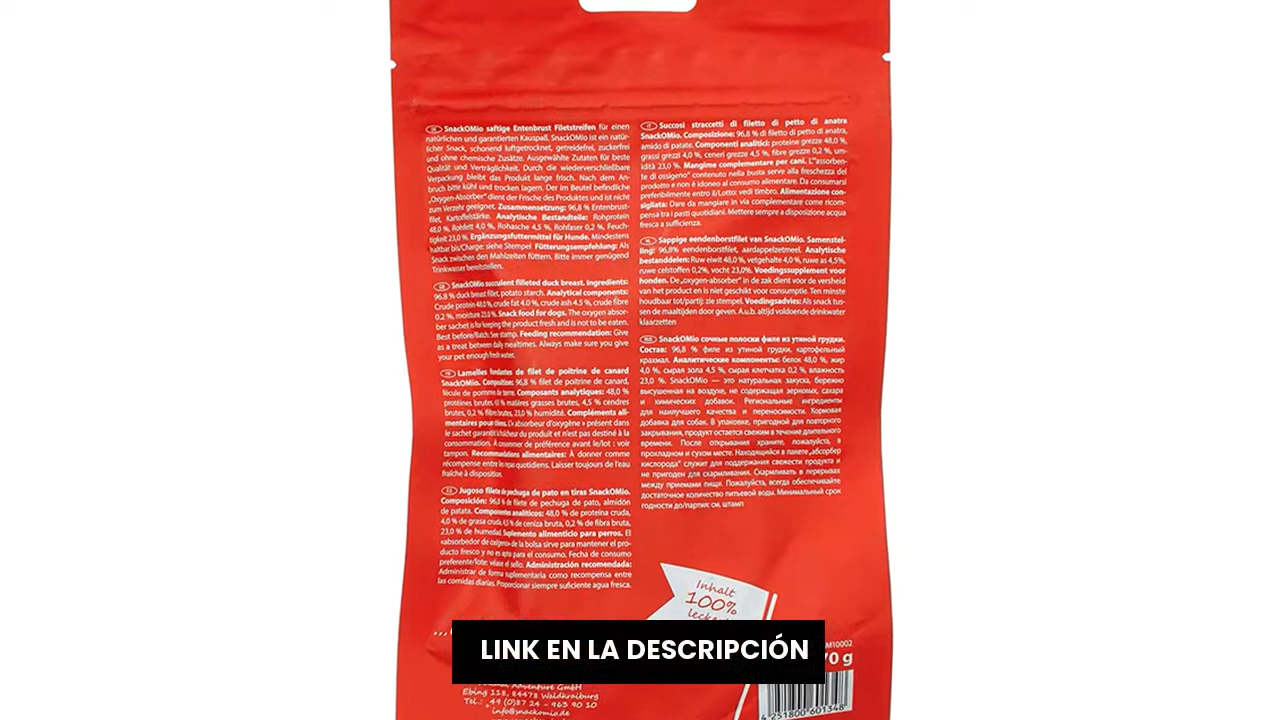 DE SnackOMio saftige Entenbrust Filetstreifen für einen
natürlichen und garantierten Kauspaß. SnackOMio ist ein natür-
licher Snack, schonend luftgetrocknet, getreidefrei, zuckerfrei
und ohne chemische Zusätze. Ausgewählte Zutaten für beste
Qualität und Verträglichkeit. Durch die wiederverschließbare
Verpackung bleibt das Produkt lange frisch. Nach dem An-
bruch bitte kühl und trocken lagern. Der im Beutel befindliche
„Oxygen-Absorber" dient der Frische des Produktes und ist nicht
zum Verzehr geeignet. Zusammensetzung: 96,8 % Entenbrust-
filet, Kartoffelstärke. Analytische Bestandteile: Rohprotein
48,0 %, Rohfett 4,0 %, Rohasche 4,5 %, Rohfaser 0,2 %, Feuch-
tigkeit 23,0 %. Ergänzungsfuttermittel für Hunde. Mindestens
haltbar bis/Charge: siehe Stempel Fütterungsempfehlung: Als
Snack zwischen den Mahlzeiten füttern. Bitte immer genügend
Trinkwasser bereitstellen.
GB SnackOMio succulent filleted duck breast. Ingredients:
96.8 % duck breast fillet, potato starch. Analytical components:
Crude protein 48.0 %, crude fat 4.0 %, crude ash 4.5 %, crude fibre
0.2 %, moisture 23.0 %. Snack food for dogs. The oxygen absor-
ber sachet is for keeping the product fresh and is not to be eaten.
Best before/Batch: See stamp. Feeding recommendation: Give
as a treat between daily mealtimes. Always make sure you give
your pet enough fresh water.
FR Lamelles fondantes de filet de poitrine de canard
SnackOMio. Composition: 96,8 % filet de poitrine de canard,
fécule de pomme de terre. Composants analytiques: 48,0 %
protéines brutes, 4,0 % matières grasses brutes, 4,5 % cendres
brutes, 0,2 % fibres brutes, 23,0 % humidité. Compléments ali-
mentaires pour chiens. L'« absorbeur d'oxygène » présent dans
le sachet garantit la fraîcheur du produit et n'est pas destiné à la
consommation. À consommer de préférence avant le/lot : voir
tampon. Recommandations alimentaires: À donner comme
récompense entre les repas quotidiens. Laisser toujours de l'eau
fraîche à disposition.
ES Jugoso filete de pechuga de pato en tiras SnackOMio.
Composición: 96,8 % de filete de pechuga de pato, almidón
de patata. Componentes analíticos: 48,0 % de proteína cruda,
4,0 % de grasa cruda, 4,5 % de ceniza bruta, 0,2 % de fibra bruta,
23,0 % de humedad. Suplemento alimenticio para perros. El
«absorbedor de oxígeno» de la bolsa sirve para mantener el pro-
ducto fresco y no es apto para el consumo. Fecha de consumo
preferente/lote: véase el sello. Administración recomendada:
Administrar de forma suplementaria como recompensa entre
las comidas diarias. Proporcionar siempre suficiente agua fresca.
IT Succosi straccetti di filetto di petto di anatra
SnackOMio. Composizione: 96,8 % di filetto di petto di anatra,
amido di patate. Componenti analitici: proteine grezze 48,0 %,
grassi grezzi 4,0 %, ceneri grezze 4,5 %, fibre grezze 0,2 %, um-
idità 23,0 %. Mangime complementare per cani. L'"assorben-
te di ossigeno" contenuto nella busta serve alla freschezza del
prodotto e non è idoneo al consumo alimentare. Da consumarsi
preferibilmente entro il/Lotto: vedi timbro. Alimentazione con-
sigliata: Dare da mangiare in via complementare come ricom-
pensa tra i pasti quotidiani. Mettere sempre a disposizione acqua
fresca a sufficienza.
NL Sappige eendenborstfilet van SnackOMio. Samenstel-
ling: 96,8% eendenborstfilet, aardappelzetmeel. Analytische
bestanddelen: Ruw eiwit 48,0 %, vetgehalte 4,0 %, ruwe as 4,5%,
ruwe celstoffen 0,2%, vocht 23,0%. Voedingssupplement voor
honden. De „oxygen-absorber" in de zak dient voor de versheid
van het product en is niet geschikt voor consumptie. Ten minste
houdbaar tot/partij: zie stempel. Voedingsadvies: Als snack tus-
sen de maaltijden door geven. A.u.b. altijd voldoende drinkwater
klaarzetten
RUS SnackOMio сочные полоски филе из утиной грудки.
Состав: 96,8 % филе из утиной грудки, картофельный
крахмал. Аналитические компоненты: белок 48,0 %, жир
4,0 %, сырая зола 4,5 %, сырая клетчатка 0,2 %, влажность
23,0 %. SnackOMio — это натуральная закуска, бережно
высушенная на воздухе, не содержащая зерновых, сахара
и химических добавок. Региональные ингредиенты
для наилучшего качества и переносимости. Кормовая
добавка для собак. В упаковке, пригодной для повторного
закрывания, продукт остается свежим в течение длительного
времени. После открывания храните, пожалуйста, в
прохладном и сухом месте. Находящийся в пакете „абсорбер
кислорода" служит для поддержания свежести продукта и
не пригоден для скармливания. Скармливать в перерывах
между приемами пищи. Пожалуйста, всегда обеспечивайте
достаточное количество питьевой воды. Минимальный срок
годности до/партия: см. штамп
Inhalt
100%
LINK EN LA DESCRIPCIÓN
M10002
70 g
Adventure GmbH
Ebing 118, 84478 Waldkraiburg
Tel.: 49 (0)87 24 - 963 90 10
info@snackomio.de
4 251800 601348